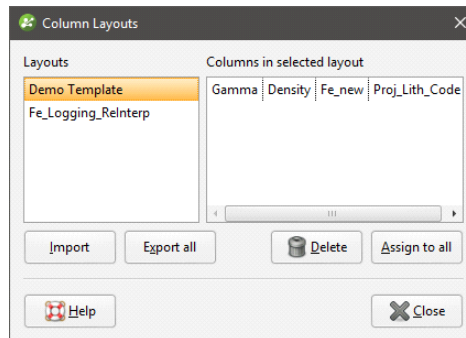 Column Layouts
Layouts
Columns in selected layout
Demo Template
Fe_Logging_ReInterp
Gamma Density Fe_new Proj_Lith_Code
Import Export all Delete Assign to all
Help Close